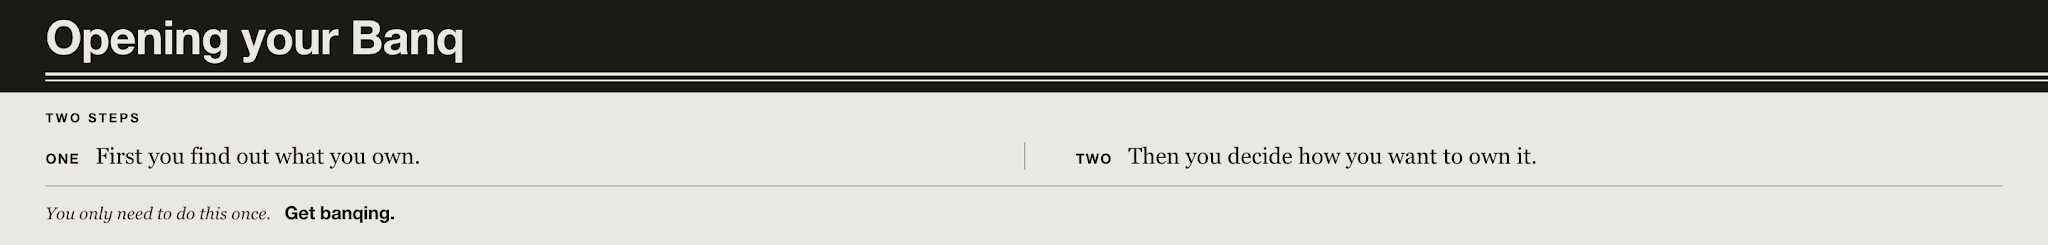 Opening your Banq
TWO STEPS
ONE First you find out what you own.
TWO Then you decide how you want to own it.
You only need to do this once. Get banqing.